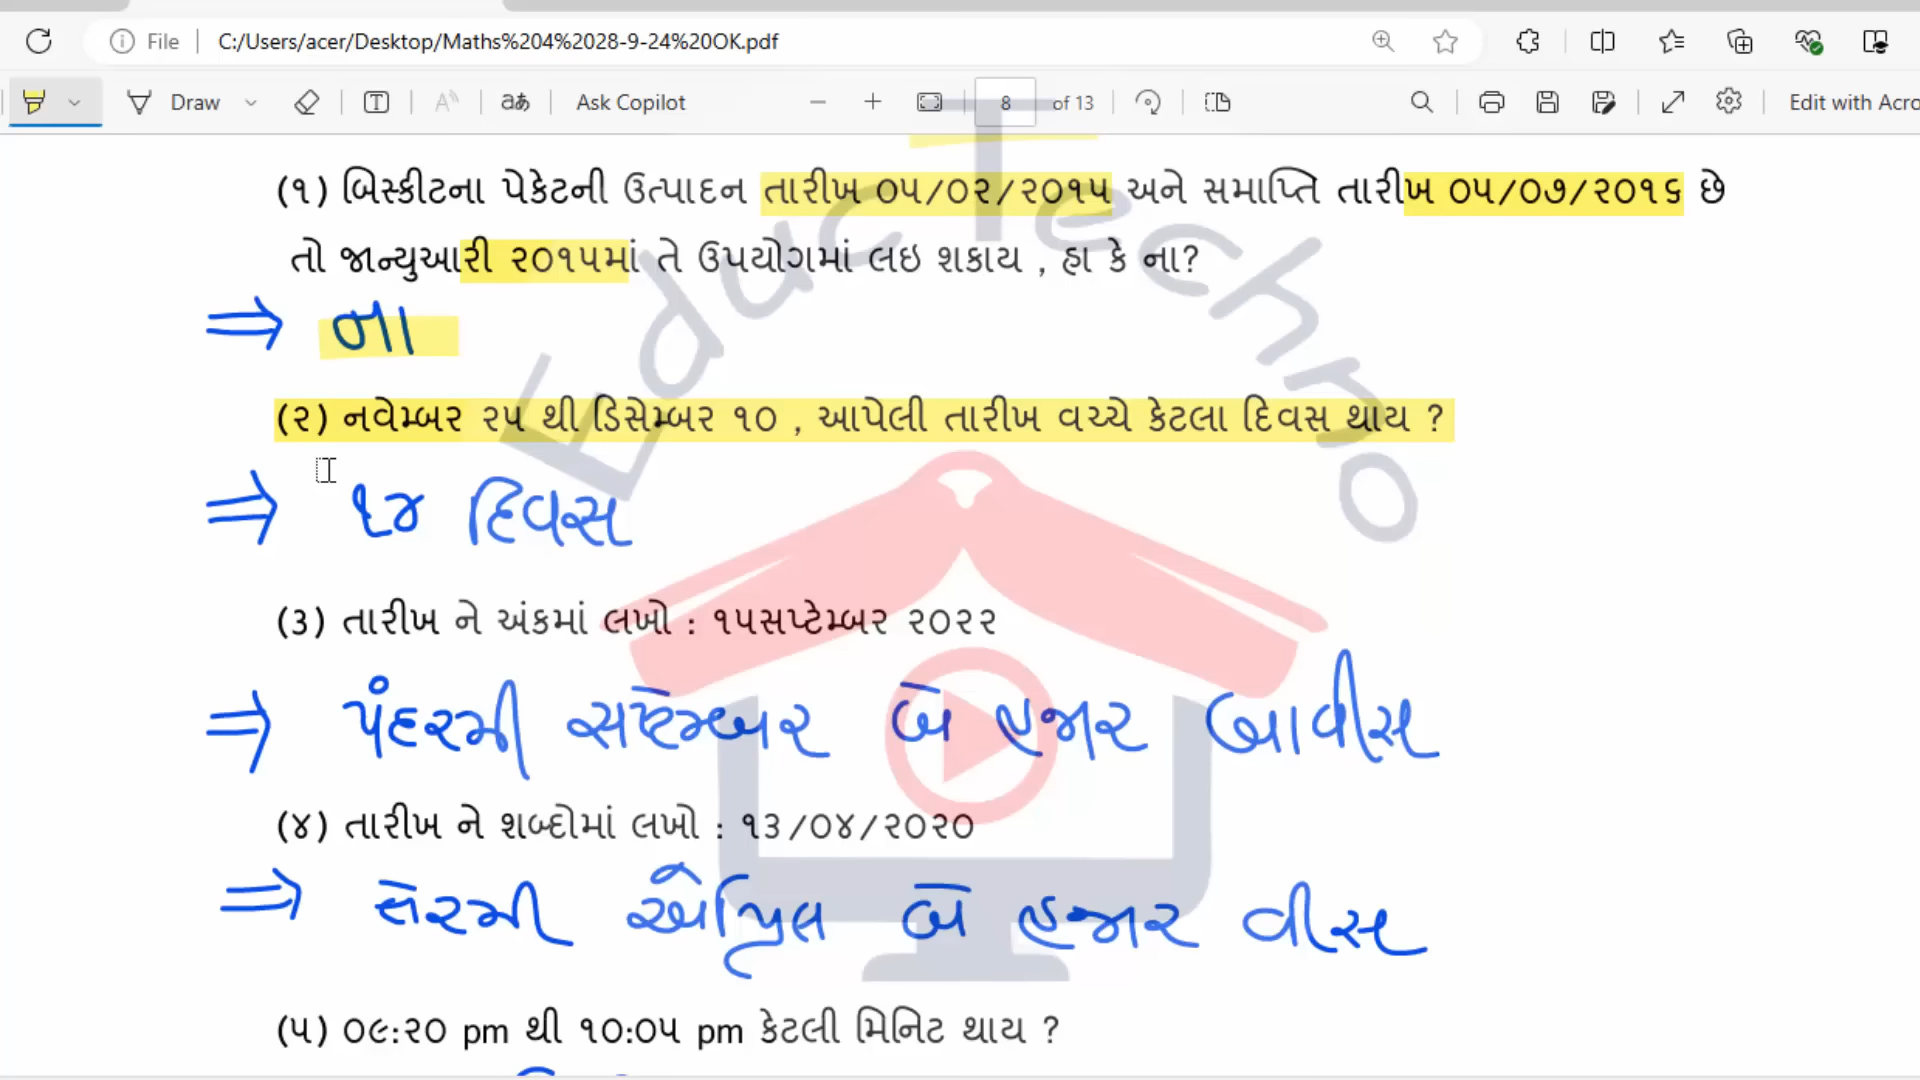 File C:/Users/acer/Desktop/Maths%204%2028-9-24%20OK.pdf
Draw Ask Copilot 8 of 13 Edit with Acro
(૧) બિસ્કીટના પેકેટની ઉત્પાદન તારીખ ૦૫/૦૨/૨૦૧૫ અને સમાપ્તિ તારીખ ૦૫/૦૭/૨૦૧૬ છે
તો જાન્યુઆરી ૨૦૧૫માં તે ઉપયોગમાં લઇ શકાય , હા કે ના?
⇒ ના
(૨) નવેમ્બર ૨૫ થી ડિસેમ્બર ૧૦ , આપેલી તારીખ વચ્ચે કેટલા દિવસ થાય ?
⇒ ૧૪ દિવસ
(૩) તારીખ ને અંકમાં લખો : ૧૫સપ્ટેમ્બર ૨૦૨૨
⇒ પંદરમી સપ્ટેમ્બર બે હજાર બાવીસ
(૪) તારીખ ને શબ્દોમાં લખો : ૧૩/૦૪/૨૦૨૦
⇒ તેરમી એપ્રિલ બે હજાર વીસ
(૫) ૦૯:૨૦ pm થી ૧૦:૦૫ pm કેટલી મિનિટ થાય ?
EducTechro